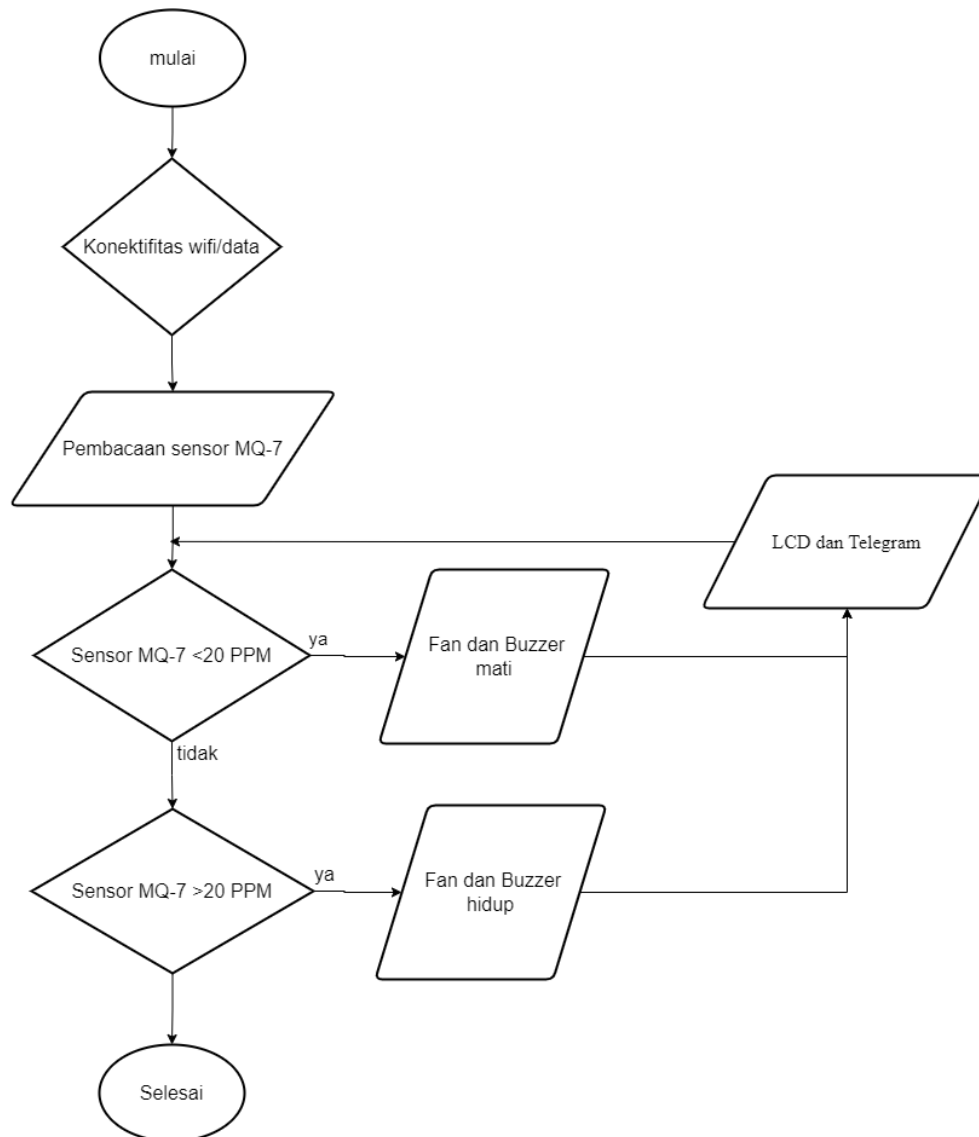 mulai
Konektifitas wifi/data
Pembacaan sensor MQ-7
LCD dan Telegram
Sensor MQ-7 <20 PPM
ya
Fan dan Buzzer
mati
tidak
Sensor MQ-7 >20 PPM
ya
Fan dan Buzzer
hidup
Selesai